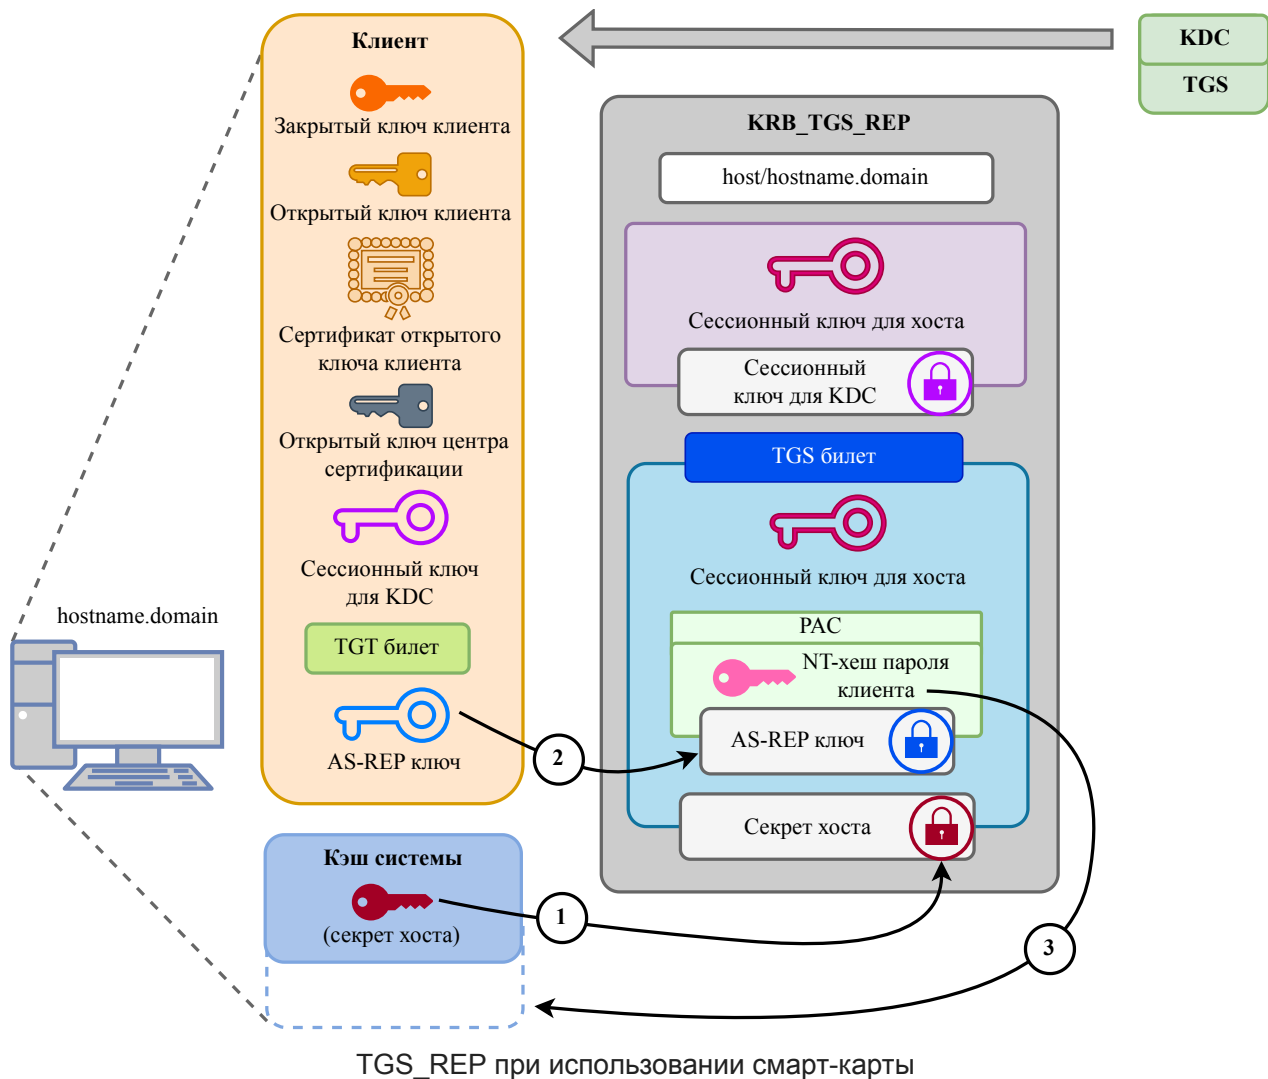 Клиент
Закрытый ключ клиента
Открытый ключ клиента
Сертификат открытого
ключа клиента
Открытый ключ центра
сертификации
Сессионный ключ
для KDC
TGT билет
AS-REP ключ
hostname.domain
Кэш системы
(секрет хоста)
KDC
TGS
KRB_TGS_REP
host/hostname.domain
Сессионный ключ для хоста
Сессионный
ключ для KDC
TGS билет
Сессионный ключ для хоста
PAC
NT-хеш пароля
клиента
AS-REP ключ
Секрет хоста
2
1
3
TGS_REP при использовании смарт-карты